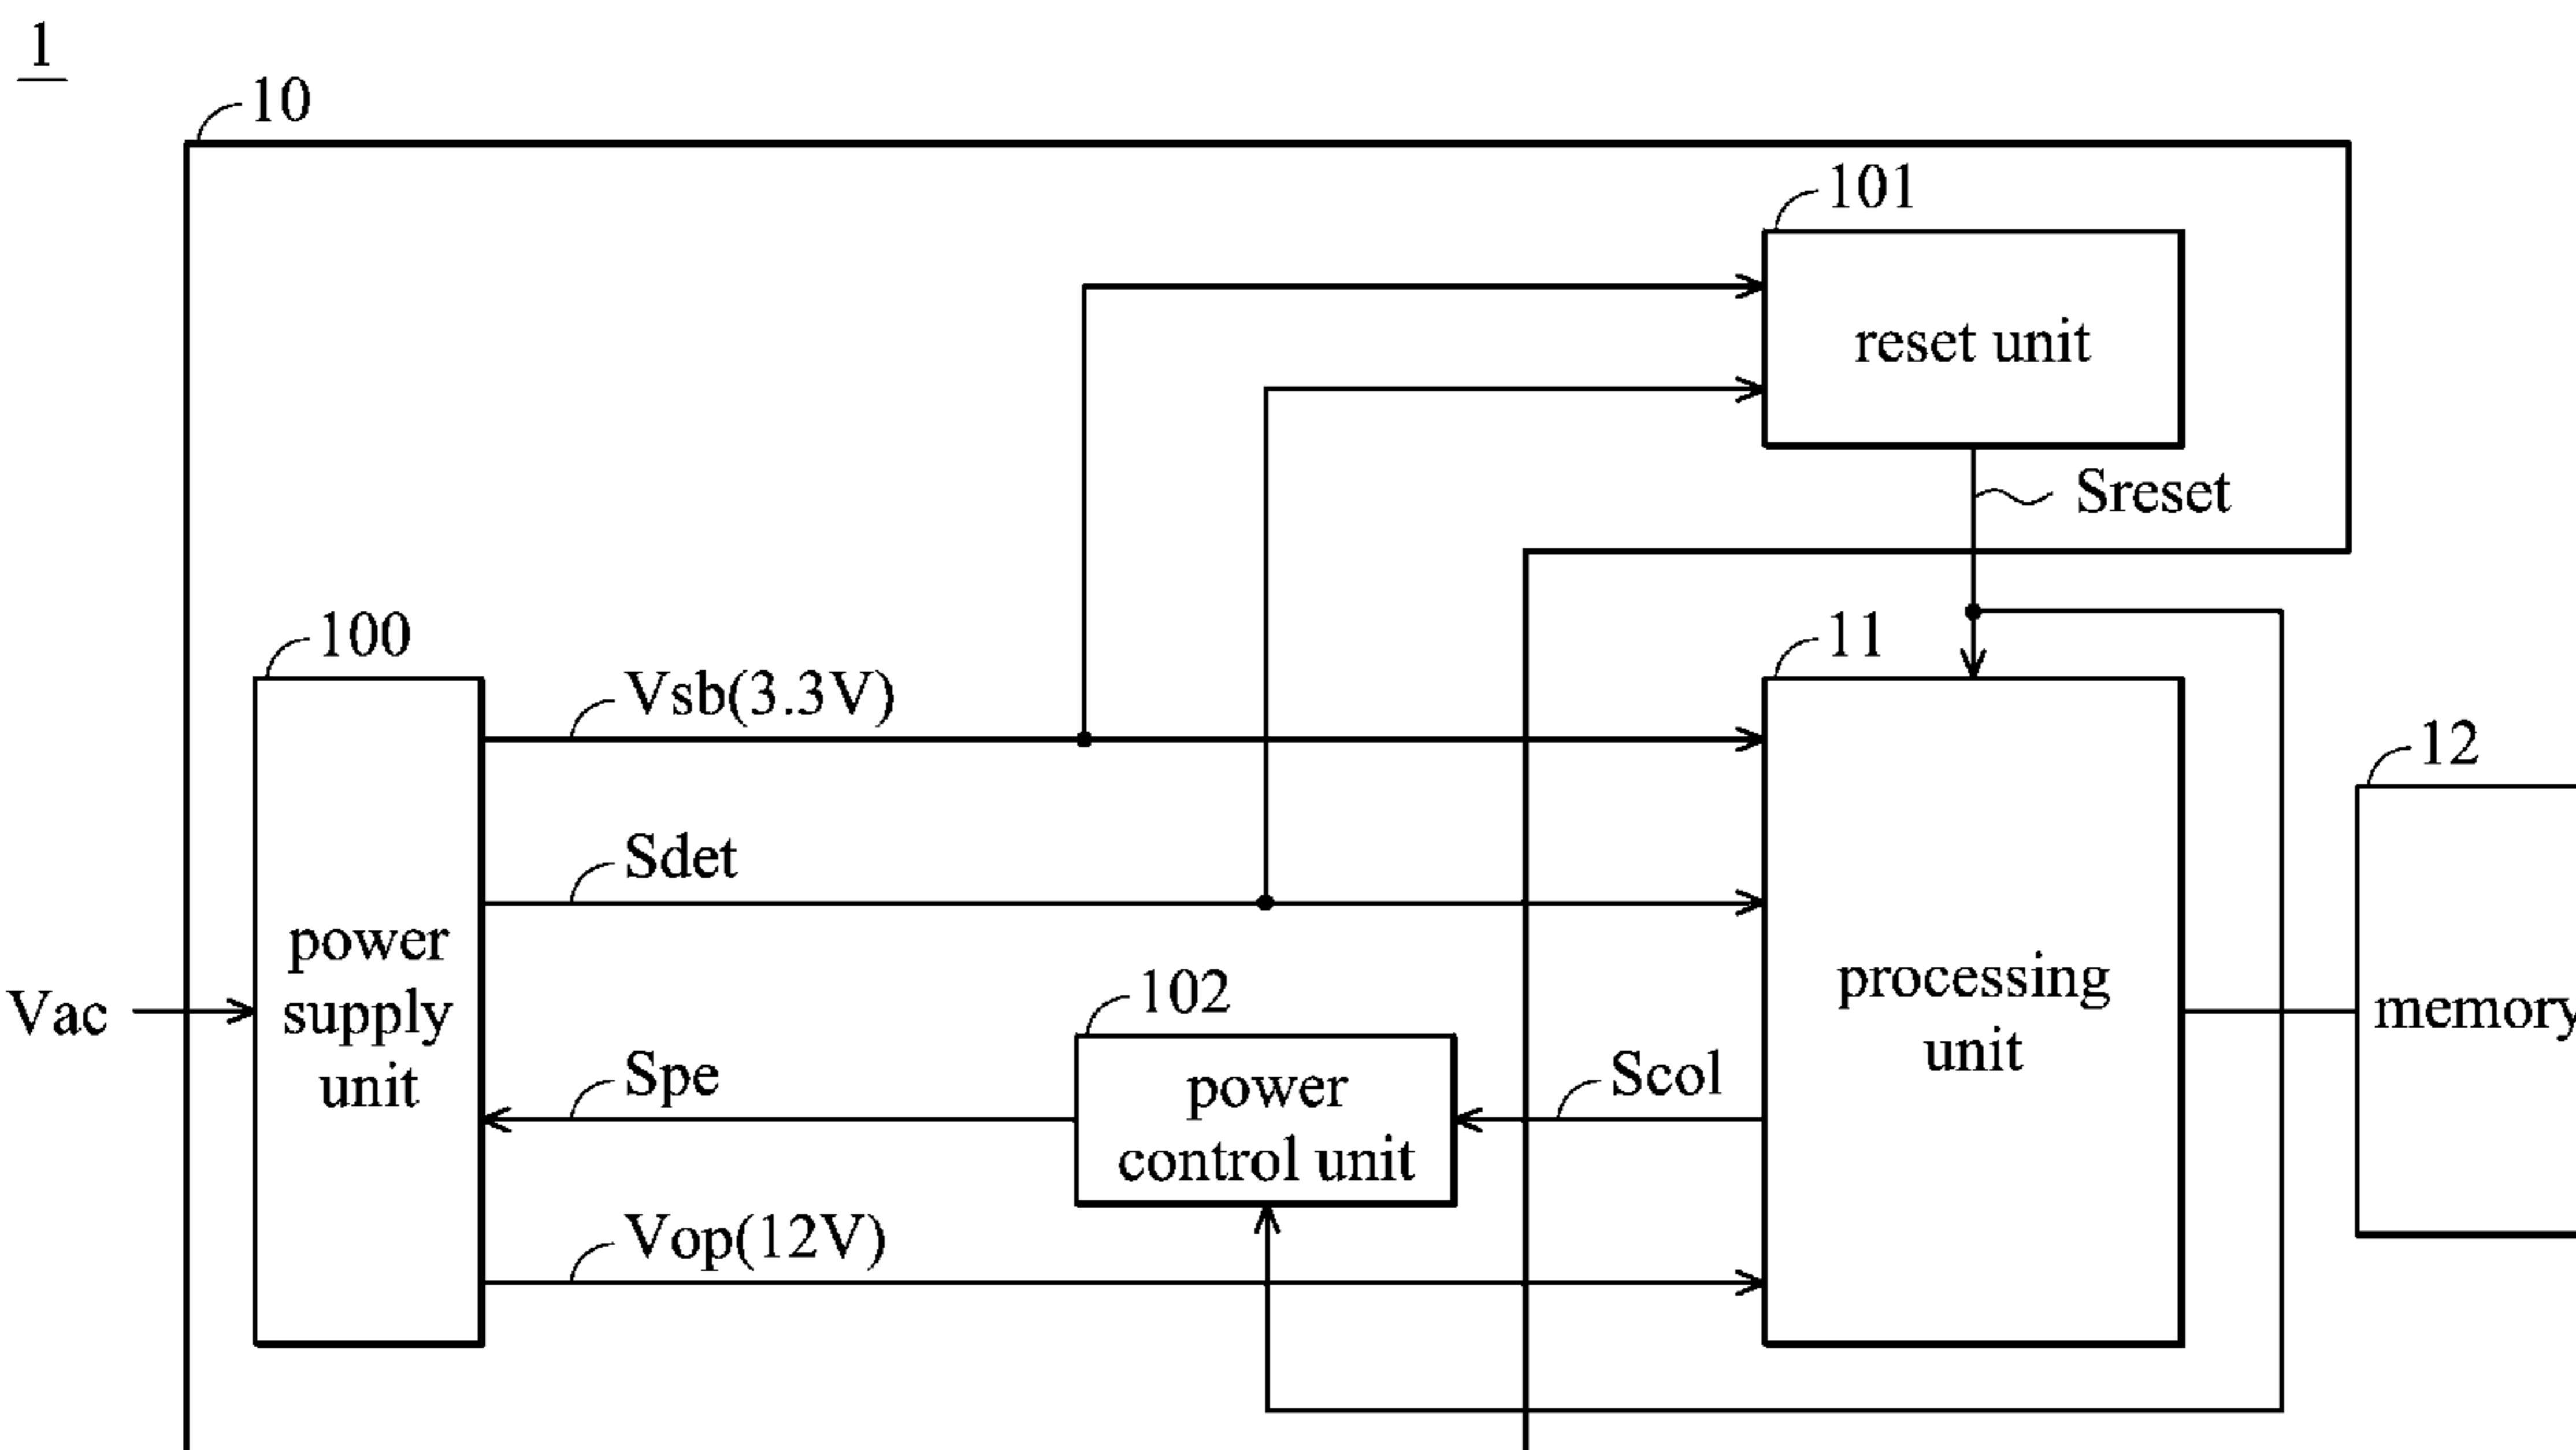 1
10
101
reset unit
Sreset
100
11
Vsb(3.3V)
12
Sdet
power
supply
unit
Vac
102
processing
unit
memory
Spe
power
control unit
Scol
Vop(12V)